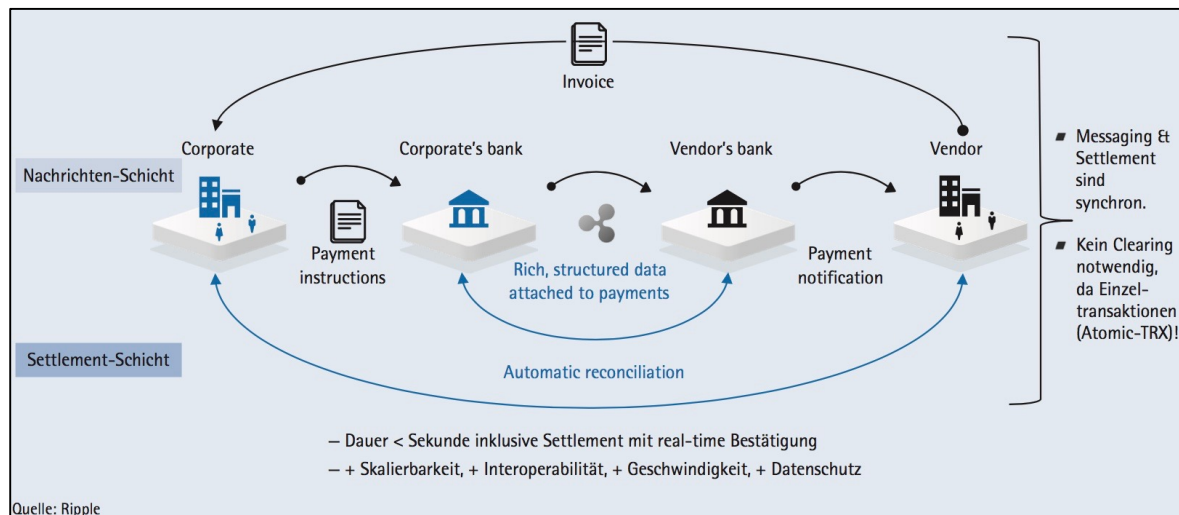 Invoice
Corporate
Corporate's bank
Vendor's bank
Vendor
Nachrichten-Schicht
Payment
instructions
Rich, structured data
attached to payments
Payment
notification
Settlement-Schicht
Automatic reconciliation
▪ Messaging &
Settlement
sind
synchron.
▪ Kein Clearing
notwendig,
da Einzel-
transaktionen
(Atomic-TRX)!
– Dauer < Sekunde inklusive Settlement mit real-time Bestätigung
– + Skalierbarkeit, + Interoperabilität, + Geschwindigkeit, + Datenschutz
Quelle: Ripple